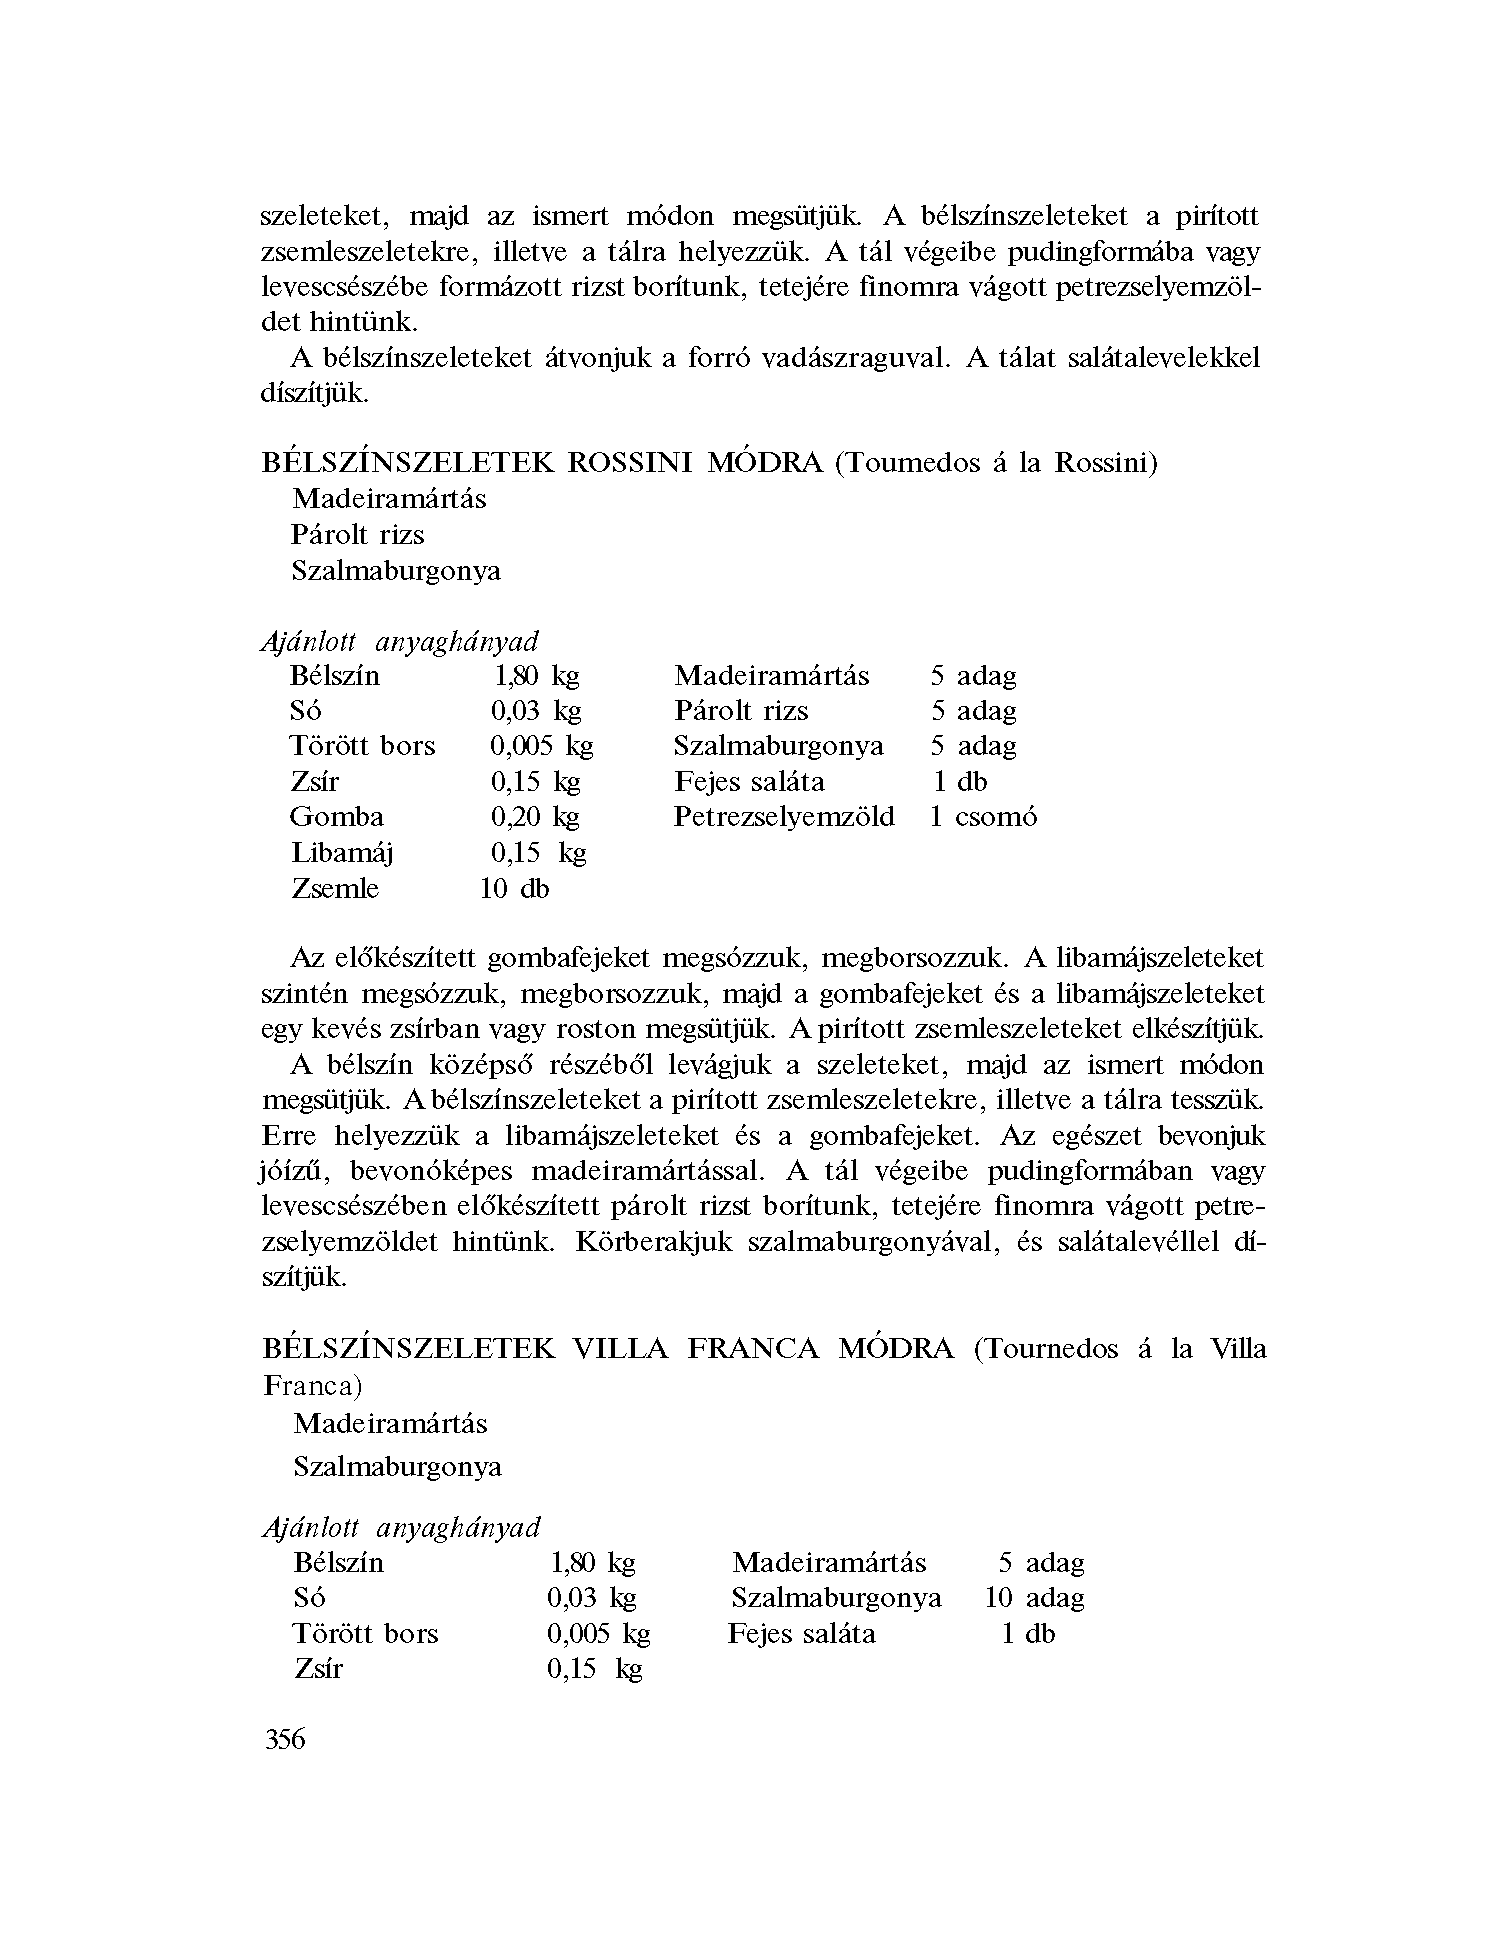 szeleteket, majd az ismert módon megsütjük. A bélszínszeleteket a pirított
zsemleszeletekre, illetve a tálra helyezzük. A tál végeibe pudingformába vagy
levescsészébe formázott rizst borítunk, tetejére finomra vágott petrezselyemzöl-
det hintünk.
A bélszínszeleteket átvonjuk a forró vadászraguval. A tálat salátalevelekkel
díszítjük.
BÉLSZÍNSZELETEK ROSSINI MÓDRA (Toumedos á la Rossini)
Madeiramártás
Párolt rizs
Szalmaburgonya
Ajánlott anyaghányad
Bélszín 1,80 kg Madeiramártás 5 adag
Só 0,03 kg Párolt rizs 5 adag
Törött bors 0,005 kg Szalmaburgonya 5 adag
Zsír 0,15 kg Fejes saláta 1 db
Gomba 0,20 kg Petrezselyemzöld 1 csomó
Libamáj 0,15 kg
Zsemle 10 db
Az előkészített gombafejeket megsózzuk, megborsozzuk. A libamájszeleteket
szintén megsózzuk, megborsozzuk, majd a gombafejeket és a libamájszeleteket
egy kevés zsírban vagy roston megsütjük. A pirított zsemleszeleteket elkészítjük.
A bélszín középső részéből levágjuk a szeleteket, majd az ismert módon
megsütjük. A bélszínszeleteket a pirított zsemleszeletekre, illetve a tálra tesszük.
Erre helyezzük a libamájszeleteket és a gombafejeket. Az egészet bevonjuk
jóízű, bevonóképes madeiramártással. A tál végeibe pudingformában vagy
levescsészében előkészített párolt rizst borítunk, tetejére finomra vágott petre-
zselyemzöldet hintünk. Körberakjuk szalmaburgonyával, és salátalevéllel dí-
szítjük.
BÉLSZÍNSZELETEK VILLA FRANCA MÓDRA (Tournedos á la Villa
Franca)
Madeiramártás
Szalmaburgonya
Ajánlott anyaghányad
Bélszín 1,80 kg Madeiramártás 5 adag
Só 0,03 kg Szalmaburgonya 10 adag
Törött bors 0,005 kg Fejes saláta 1 db
Zsír 0,15 kg
356